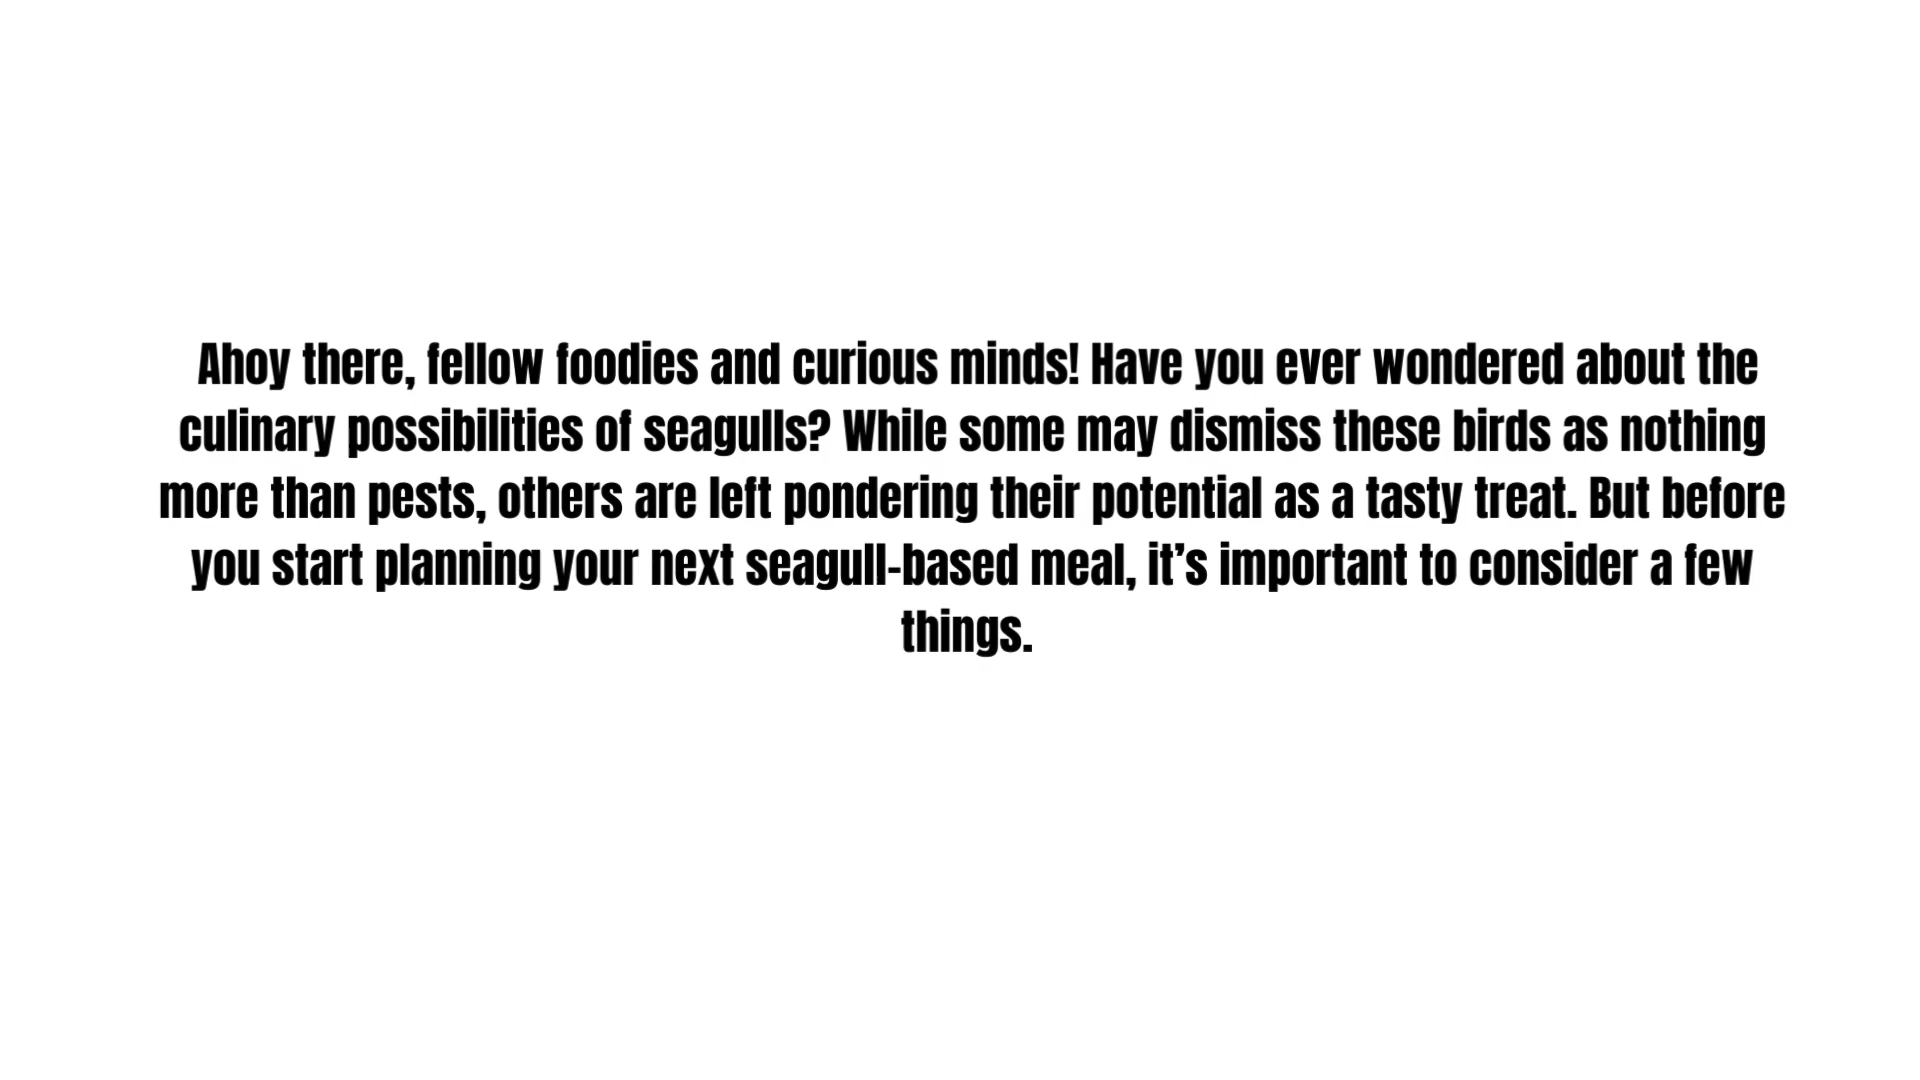 Ahoy there, fellow foodies and curious minds! Have you ever wondered about the
culinary possibilities of seagulls? While some may dismiss these birds as nothing
more than pests, others are left pondering their potential as a tasty treat. But before
you start planning your next seagull-based meal, it’s important to consider a few
things.